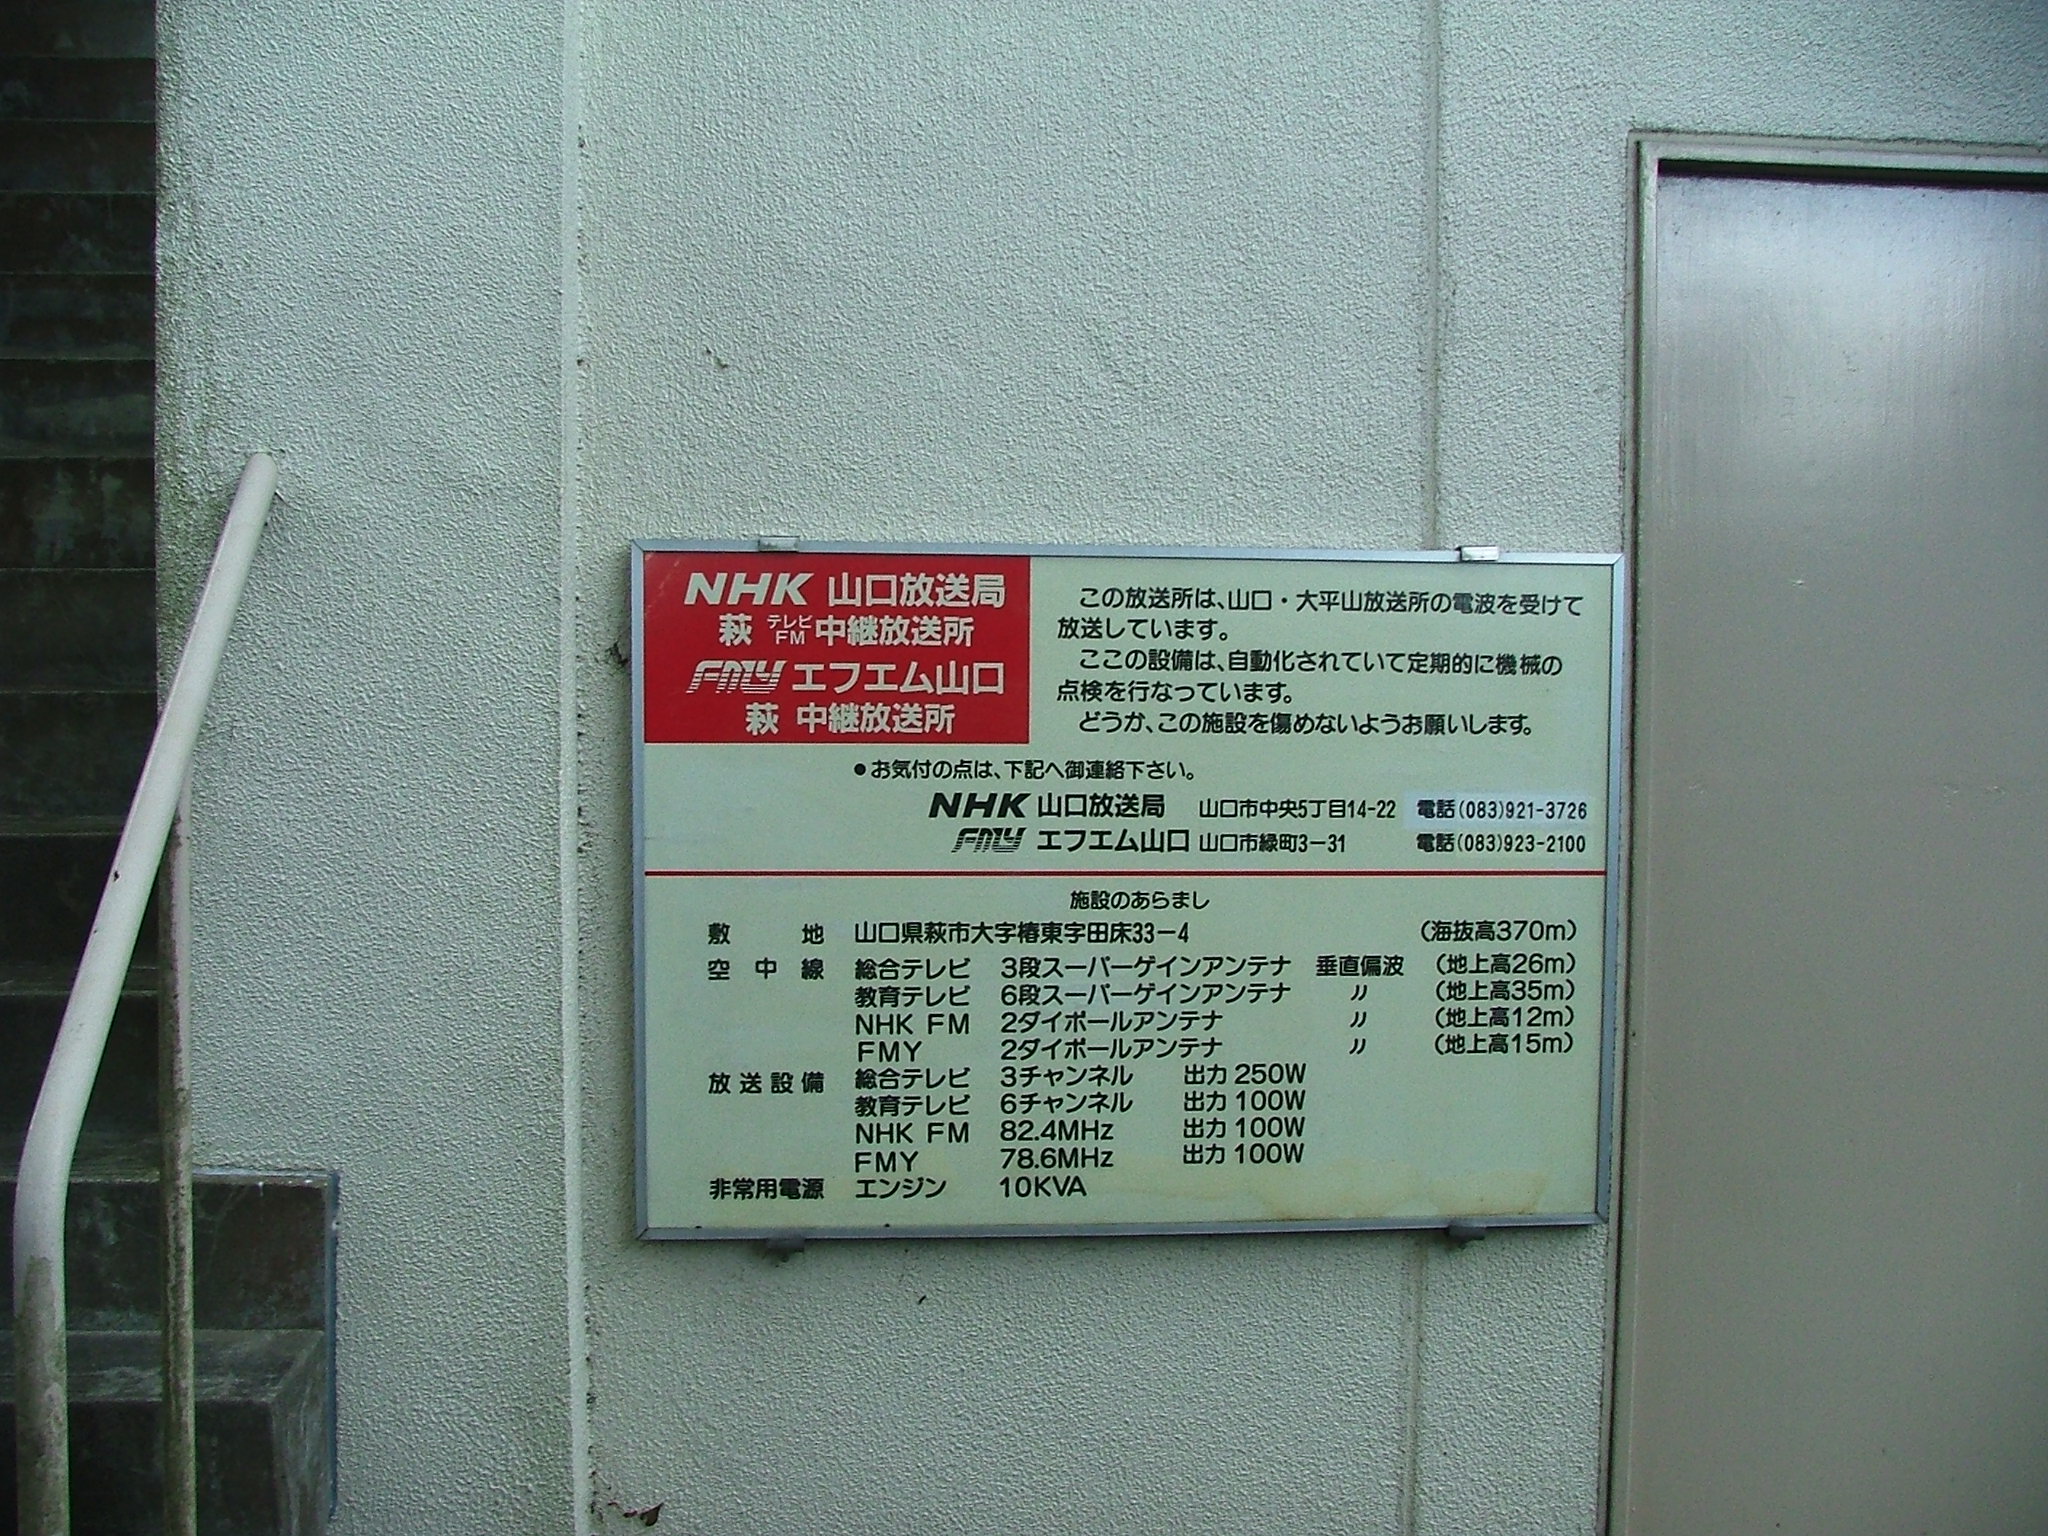 NHK 山口放送局
萩 テレビ FM 中継放送所
FMY エフエム山口
萩 中継放送所
この放送所は、山口・大平山放送所の電波を受けて
放送しています。
ここの設備は、自動化されていて定期的に機械の
点検を行なっています。
どうか、この施設を傷めないようお願いします。
●お気付の点は、下記へ御連絡下さい。
NHK 山口放送局 山口市中央5丁目14-22 電話(083)921-3726
FMY エフエム山口 山口市緑町3-31 電話(083)923-2100
施設のあらまし
敷地 山口県萩市大字椿東字田床33-4 (海抜高370m)
空中線 総合テレビ 3段スーパーゲインアンテナ 垂直偏波 (地上高26m)
教育テレビ 6段スーパーゲインアンテナ 〃 (地上高35m)
NHK FM 2ダイポールアンテナ 〃 (地上高12m)
FMY 2ダイポールアンテナ 〃 (地上高15m)
放送設備 総合テレビ 3チャンネル 出力 250W
教育テレビ 6チャンネル 出力 100W
NHK FM 82.4MHz 出力 100W
FMY 78.6MHz 出力 100W
非常用電源 エンジン 10KVA